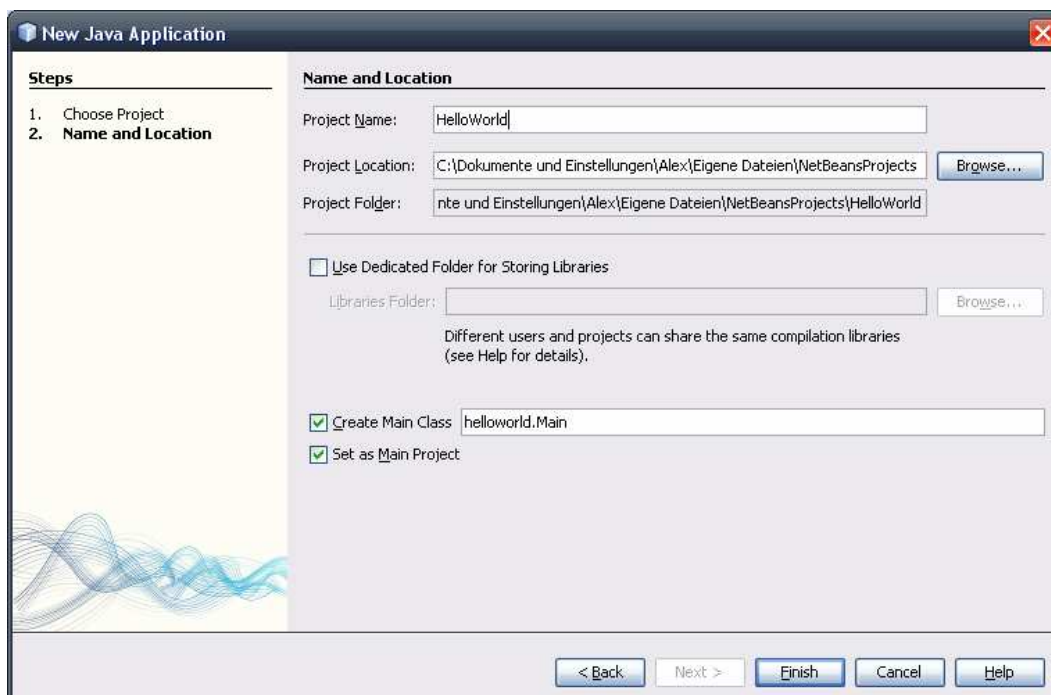 New Java Application
Steps
1. Choose Project
2. Name and Location
Name and Location
Project Name: HelloWorld
Project Location: C:\Dokumente und Einstellungen\Alex\Eigene Dateien\NetBeansProjects Browse...
Project Folder: nte und Einstellungen\Alex\Eigene Dateien\NetBeansProjects\HelloWorld
Use Dedicated Folder for Storing Libraries
Libraries Folder: Browse...
Different users and projects can share the same compilation libraries
(see Help for details).
Create Main Class helloworld.Main
Set as Main Project
< Back Next > Finish Cancel Help